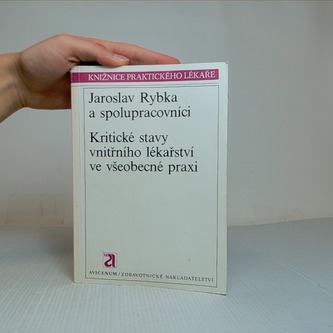 KNIŽNICE PRAKTICKÉHO LÉKAŘE
Jaroslav Rybka
a spolupracovníci
Kritické stavy
vnitřního lékařství
ve všeobecné praxi
AVICENUM/ZDRAVOTNICKÉ NAKLADATELSTVÍ